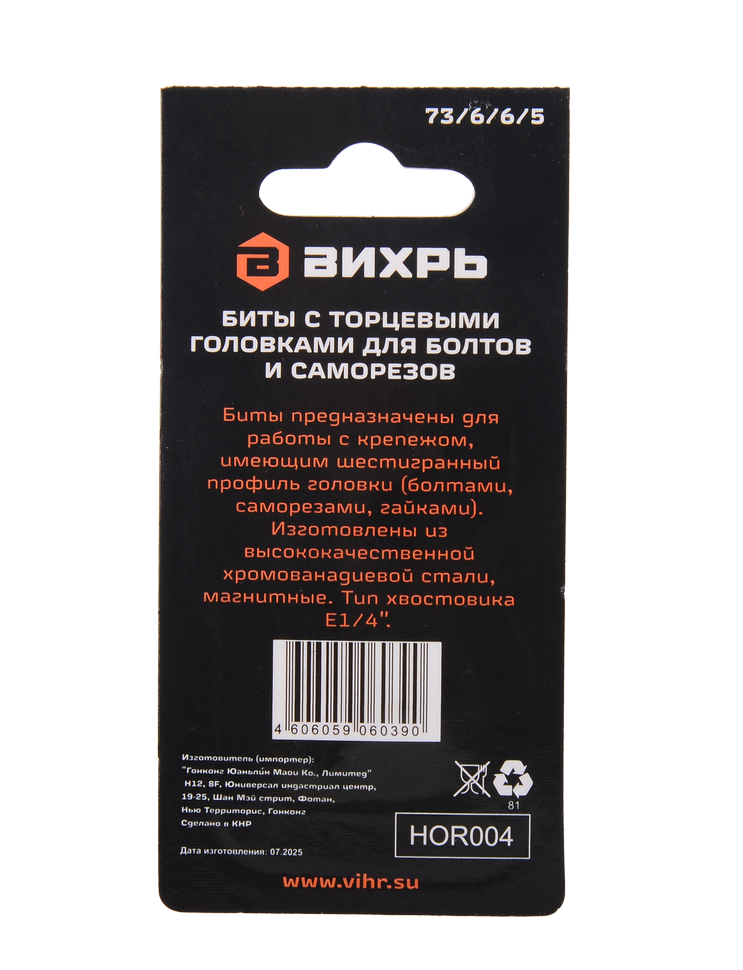 73/6/6/5
ВИХРЬ
БИТЫ С ТОРЦЕВЫМИ
ГОЛОВКАМИ ДЛЯ БОЛТОВ
И САМОРЕЗОВ
Биты предназначены для
работы с крепежом,
имеющим шестигранный
профиль головки (болтами,
саморезами, гайками).
Изготовлены из
высококачественной
хромованадиевой стали,
магнитные. Тип хвостовика
Е1/4".
4 606059 060390
Изготовитель (импортер):
"Гонконг Юаньлин Маои Ко., Лимитед"
Н12, 8F, Юниверсал индастриал центр,
19-25, Шан Мэй стрит, Фотан,
Нью Территорис, Гонконг
Сделано в КНР
81
HOR004
Дата изготовления: 07.2025
www.vihr.su